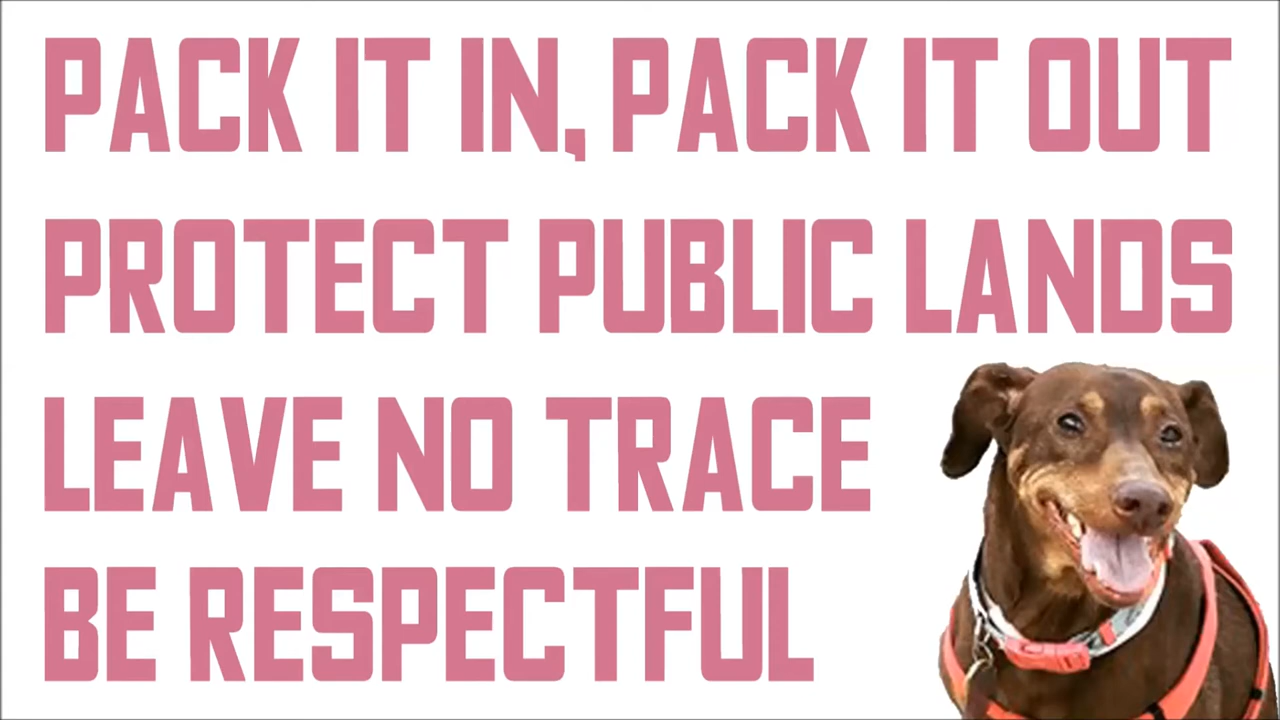 PACK IT IN, PACK IT OUT
PROTECT PUBLIC LANDS
LEAVE NO TRACE
BE RESPECTFUL